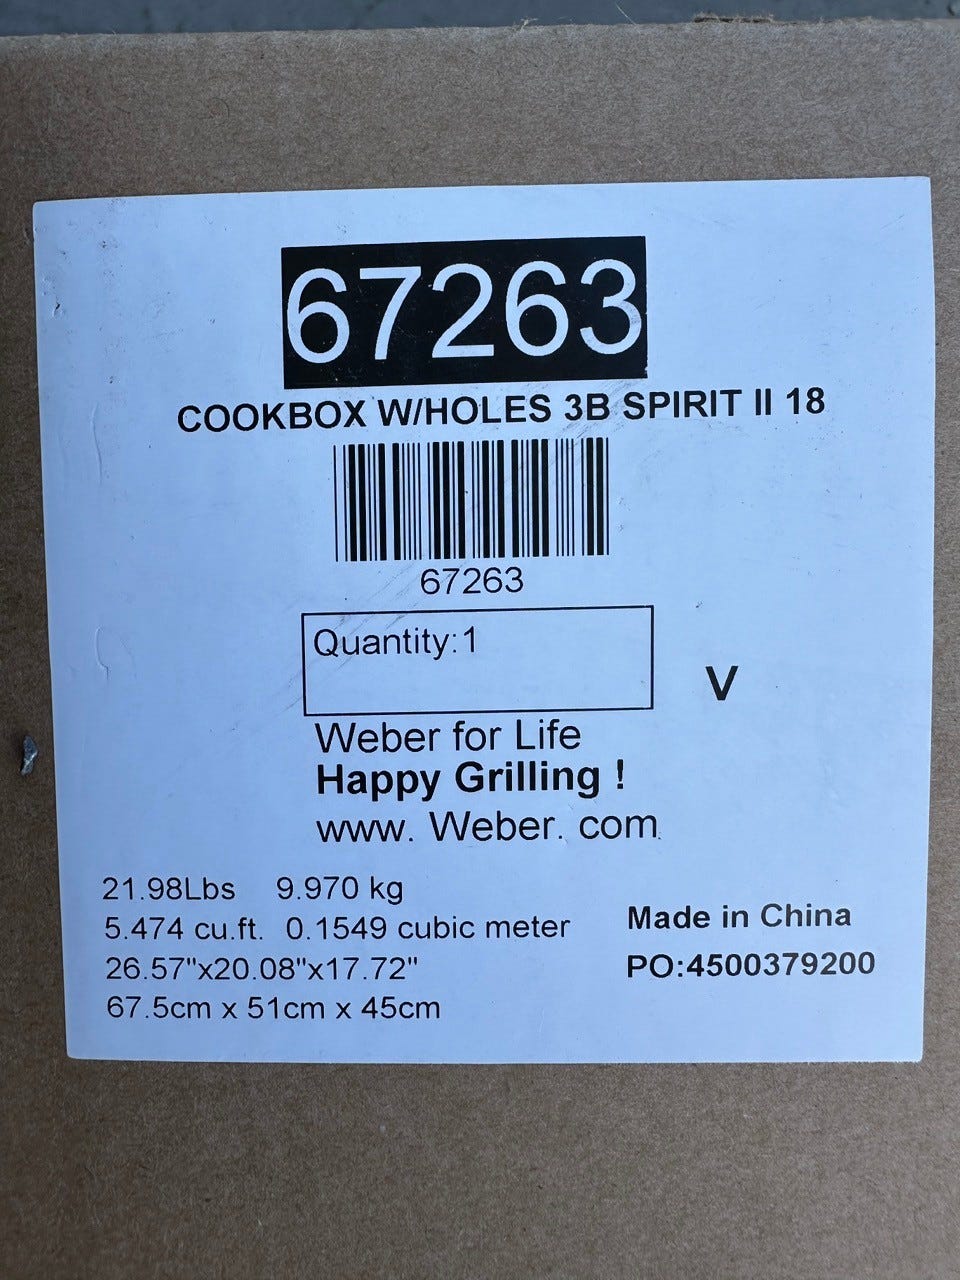 67263
COOKBOX W/HOLES 3B SPIRIT II 18
67263
Quantity:1
V
Weber for Life
Happy Grilling !
www. Weber. com
21.98Lbs 9.970 kg
5.474 cu.ft. 0.1549 cubic meter
26.57"x20.08"x17.72"
67.5cm x 51cm x 45cm
Made in China
PO:4500379200